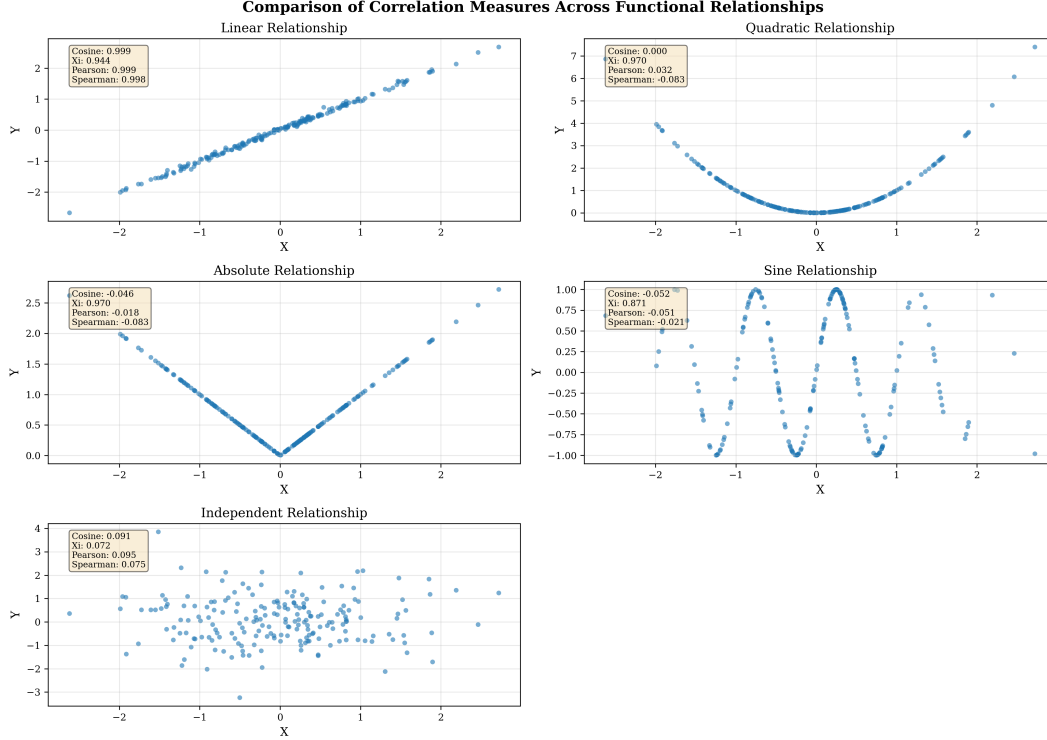 Comparison of Correlation Measures Across Functional Relationships
Linear Relationship
Cosine: 0.999
Xi: 0.944
Pearson: 0.999
Spearman: 0.998
2
1
0
−1
−2
Y
−2 −1 0 1 2
X
Quadratic Relationship
Cosine: 0.000
Xi: 0.970
Pearson: 0.032
Spearman: -0.083
7
6
5
4
3
2
1
0
Y
−2 −1 0 1 2
X
Absolute Relationship
Cosine: -0.046
Xi: 0.970
Pearson: -0.018
Spearman: -0.083
2.5
2.0
1.5
1.0
0.5
0.0
Y
−2 −1 0 1 2
X
Sine Relationship
Cosine: -0.052
Xi: 0.871
Pearson: -0.051
Spearman: -0.021
1.00
0.75
0.50
0.25
0.00
−0.25
−0.50
−0.75
−1.00
Y
−2 −1 0 1 2
X
Independent Relationship
Cosine: 0.091
Xi: 0.072
Pearson: 0.095
Spearman: 0.075
4
3
2
1
0
−1
−2
−3
Y
−2 −1 0 1 2
X